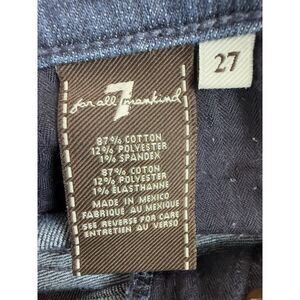 27
7
for all mankind
87% COTTON
12% POLYESTER
1% SPANDEX
87% COTON
12% POLYESTER
1% ELASTHANNE
MADE IN MEXICO
FABRIQUÉ AU MEXIQUE
SEE REVERSE FOR CARE
ENTRETIEN AU VERSO